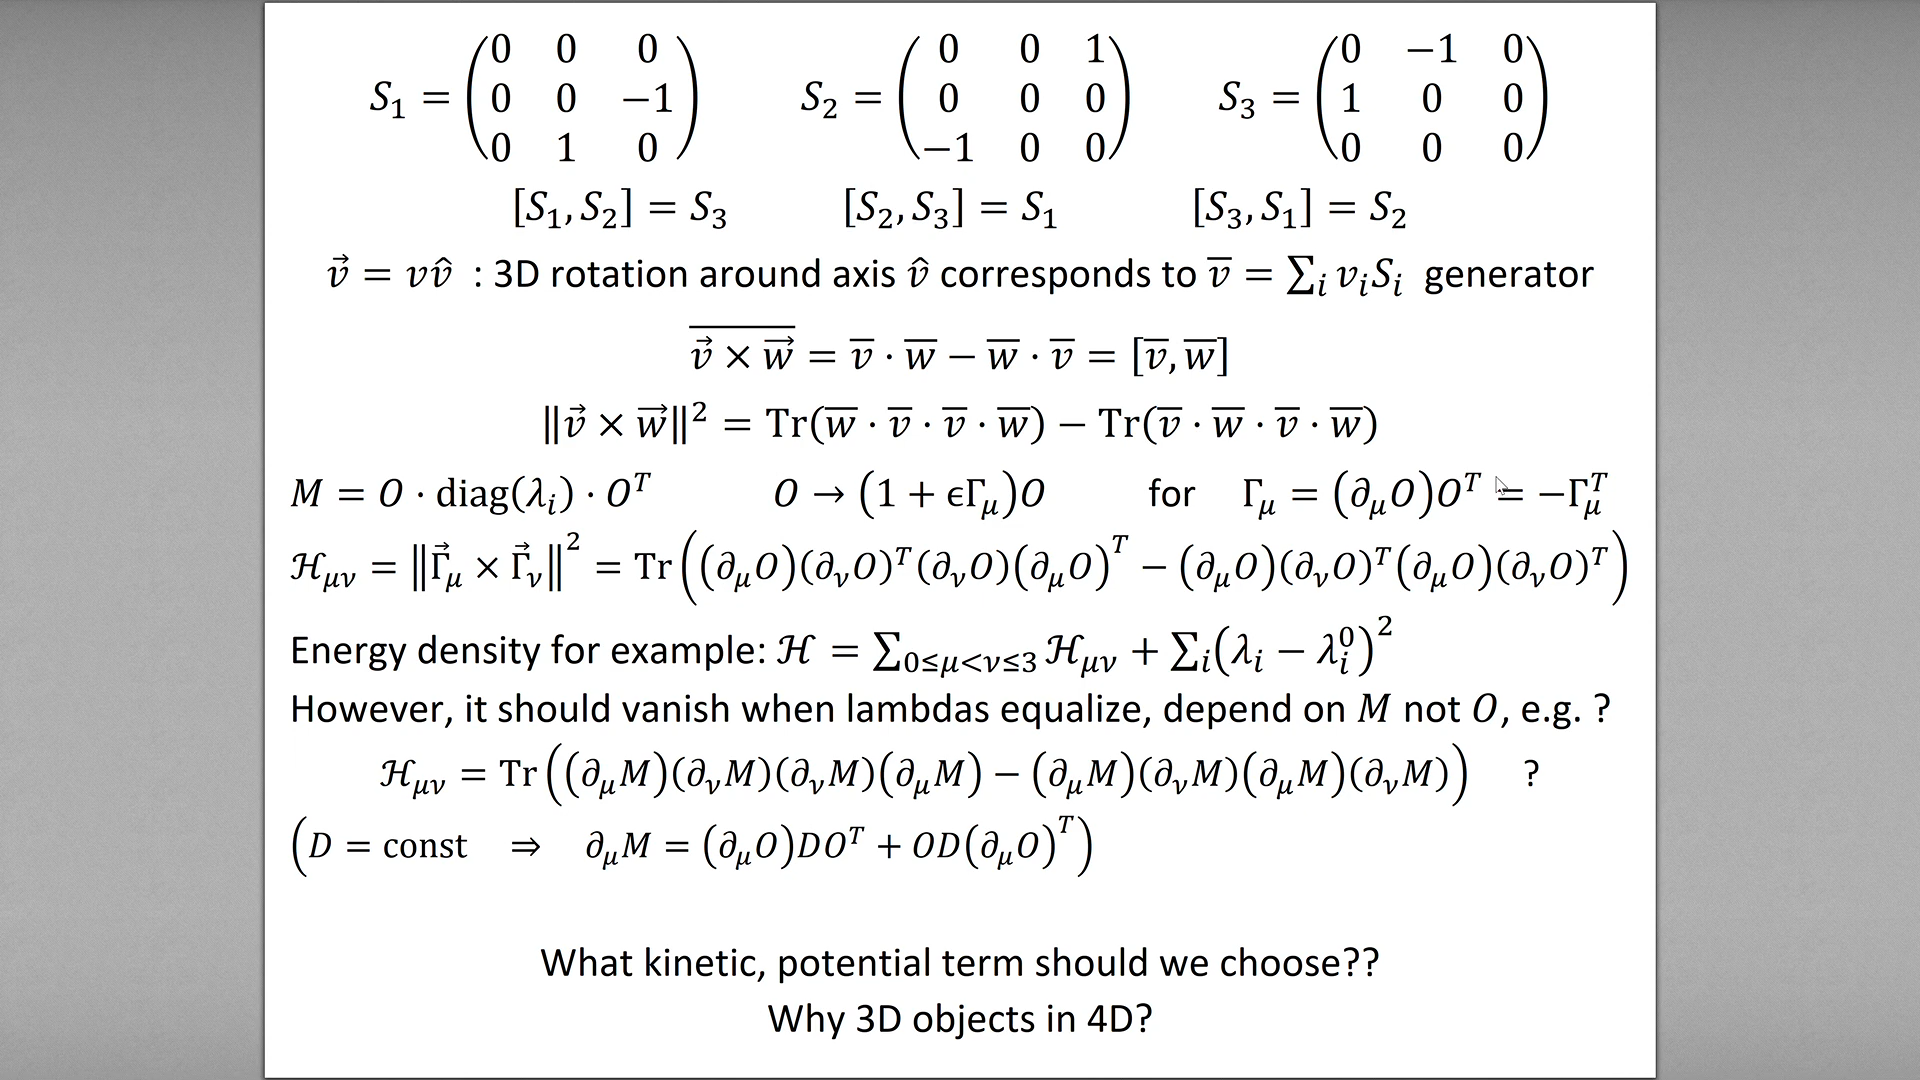 S₁ = (0 0 0; 0 0 −1; 0 1 0)   S₂ = (0 0 1; 0 0 0; −1 0 0)   S₃ = (0 −1 0; 1 0 0; 0 0 0)
[S₁, S₂] = S₃   [S₂, S₃] = S₁   [S₃, S₁] = S₂
v⃗ = vv̂ : 3D rotation around axis v̂ corresponds to v̅ = ∑ᵢ vᵢSᵢ generator
\overline{v⃗ × w⃗} = v̅ · w̅ − w̅ · v̅ = [v̅, w̅]
‖v⃗ × w⃗‖² = Tr(w̅ · v̅ · v̅ · w̅) − Tr(v̅ · w̅ · v̅ · w̅)
M = O · diag(λᵢ) · Oᵀ   O → (1 + ϵΓ_μ)O   for   Γ_μ = (∂_μO)Oᵀ = −Γ_μᵀ
ℋ_μν = ‖Γ⃗_μ × Γ⃗_ν‖² = Tr((∂_μO)(∂_νO)ᵀ(∂_νO)(∂_μO)ᵀ − (∂_μO)(∂_νO)ᵀ(∂_μO)(∂_νO)ᵀ)
Energy density for example: ℋ = ∑_{0≤μ<ν≤3} ℋ_μν + ∑ᵢ(λᵢ − λᵢ⁰)²
However, it should vanish when lambdas equalize, depend on M not O, e.g. ?
ℋ_μν = Tr((∂_μM)(∂_νM)(∂_νM)(∂_μM) − (∂_μM)(∂_νM)(∂_μM)(∂_νM))   ?
(D = const ⇒ ∂_μM = (∂_μO)DOᵀ + OD(∂_μO)ᵀ)
What kinetic, potential term should we choose??
Why 3D objects in 4D?